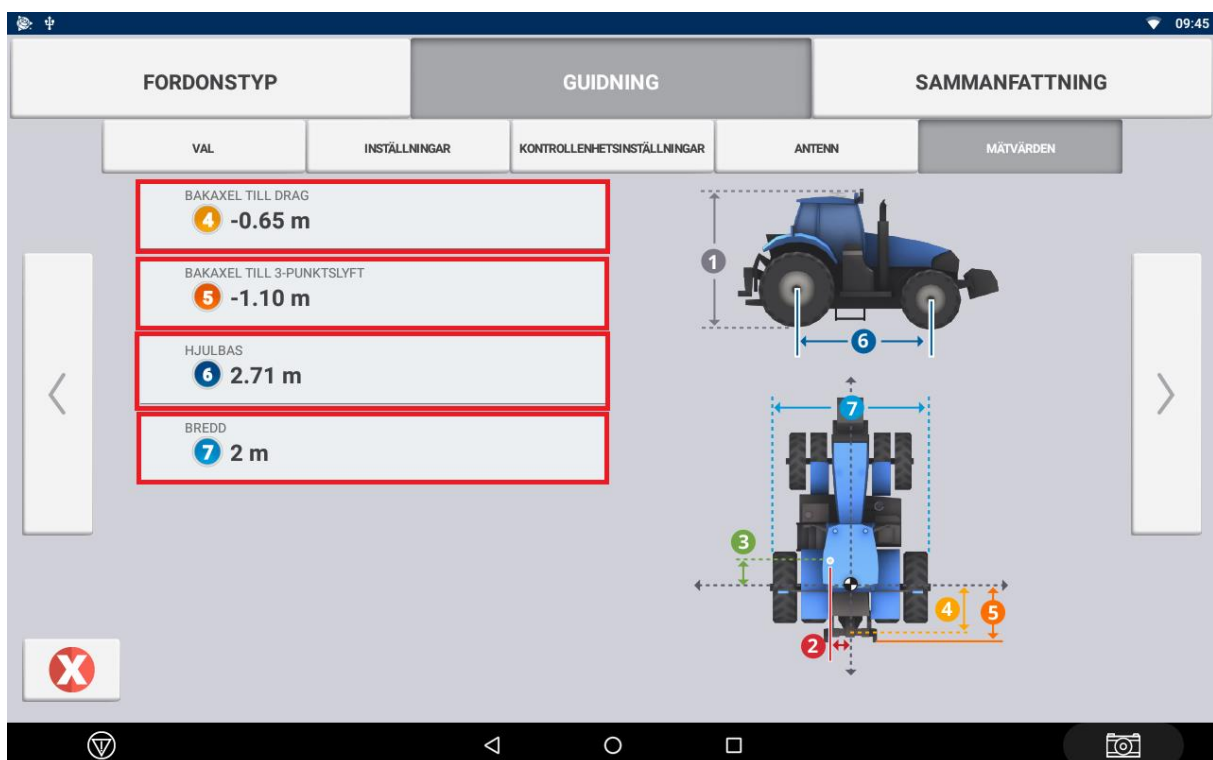 09:45
FORDONSTYP
GUIDNING
SAMMANFATTNING
VAL
INSTÄLLNINGAR
KONTROLLENHETSINSTÄLLNINGAR
ANTENN
MÄTVÄRDEN
BAKAXEL TILL DRAG
4 -0.65 m
BAKAXEL TILL 3-PUNKTSLYFT
5 -1.10 m
HJULBAS
6 2.71 m
BREDD
7 2 m
1
6
7
3
4
5
2
X